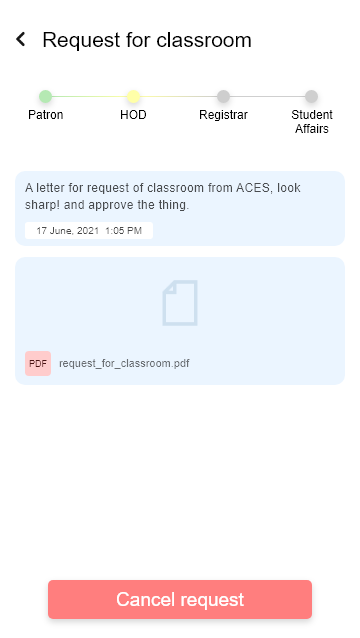 Request for classroom
Patron
HOD
Registrar
Student
Affairs
A letter for request of classroom from ACES, look
sharp! and approve the thing.
17 June, 2021 1:05 PM
PDF
request_for_classroom.pdf
Cancel request